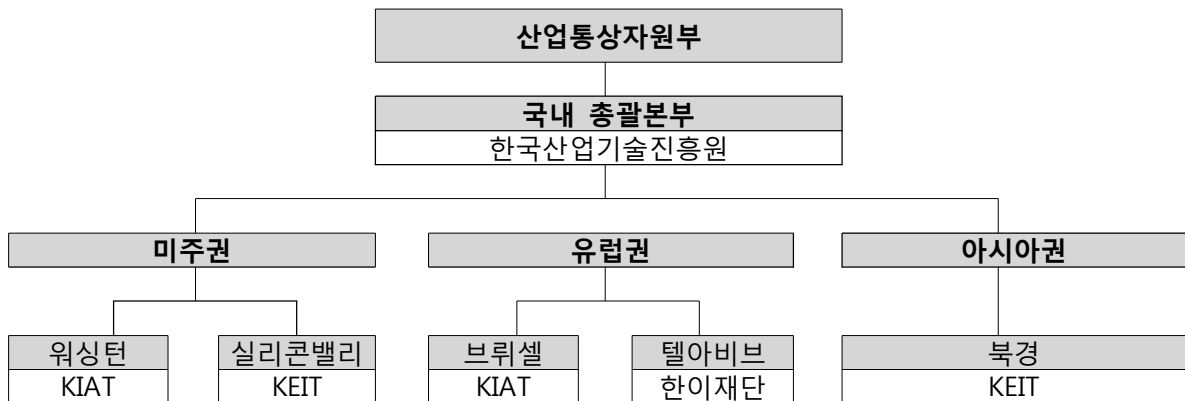 산업통상자원부
국내 총괄본부
한국산업기술진흥원
미주권 유럽권 아시아권
워싱턴 실리콘밸리 브뤼셀 텔아비브 북경
KIAT KEIT KIAT 한이재단 KEIT